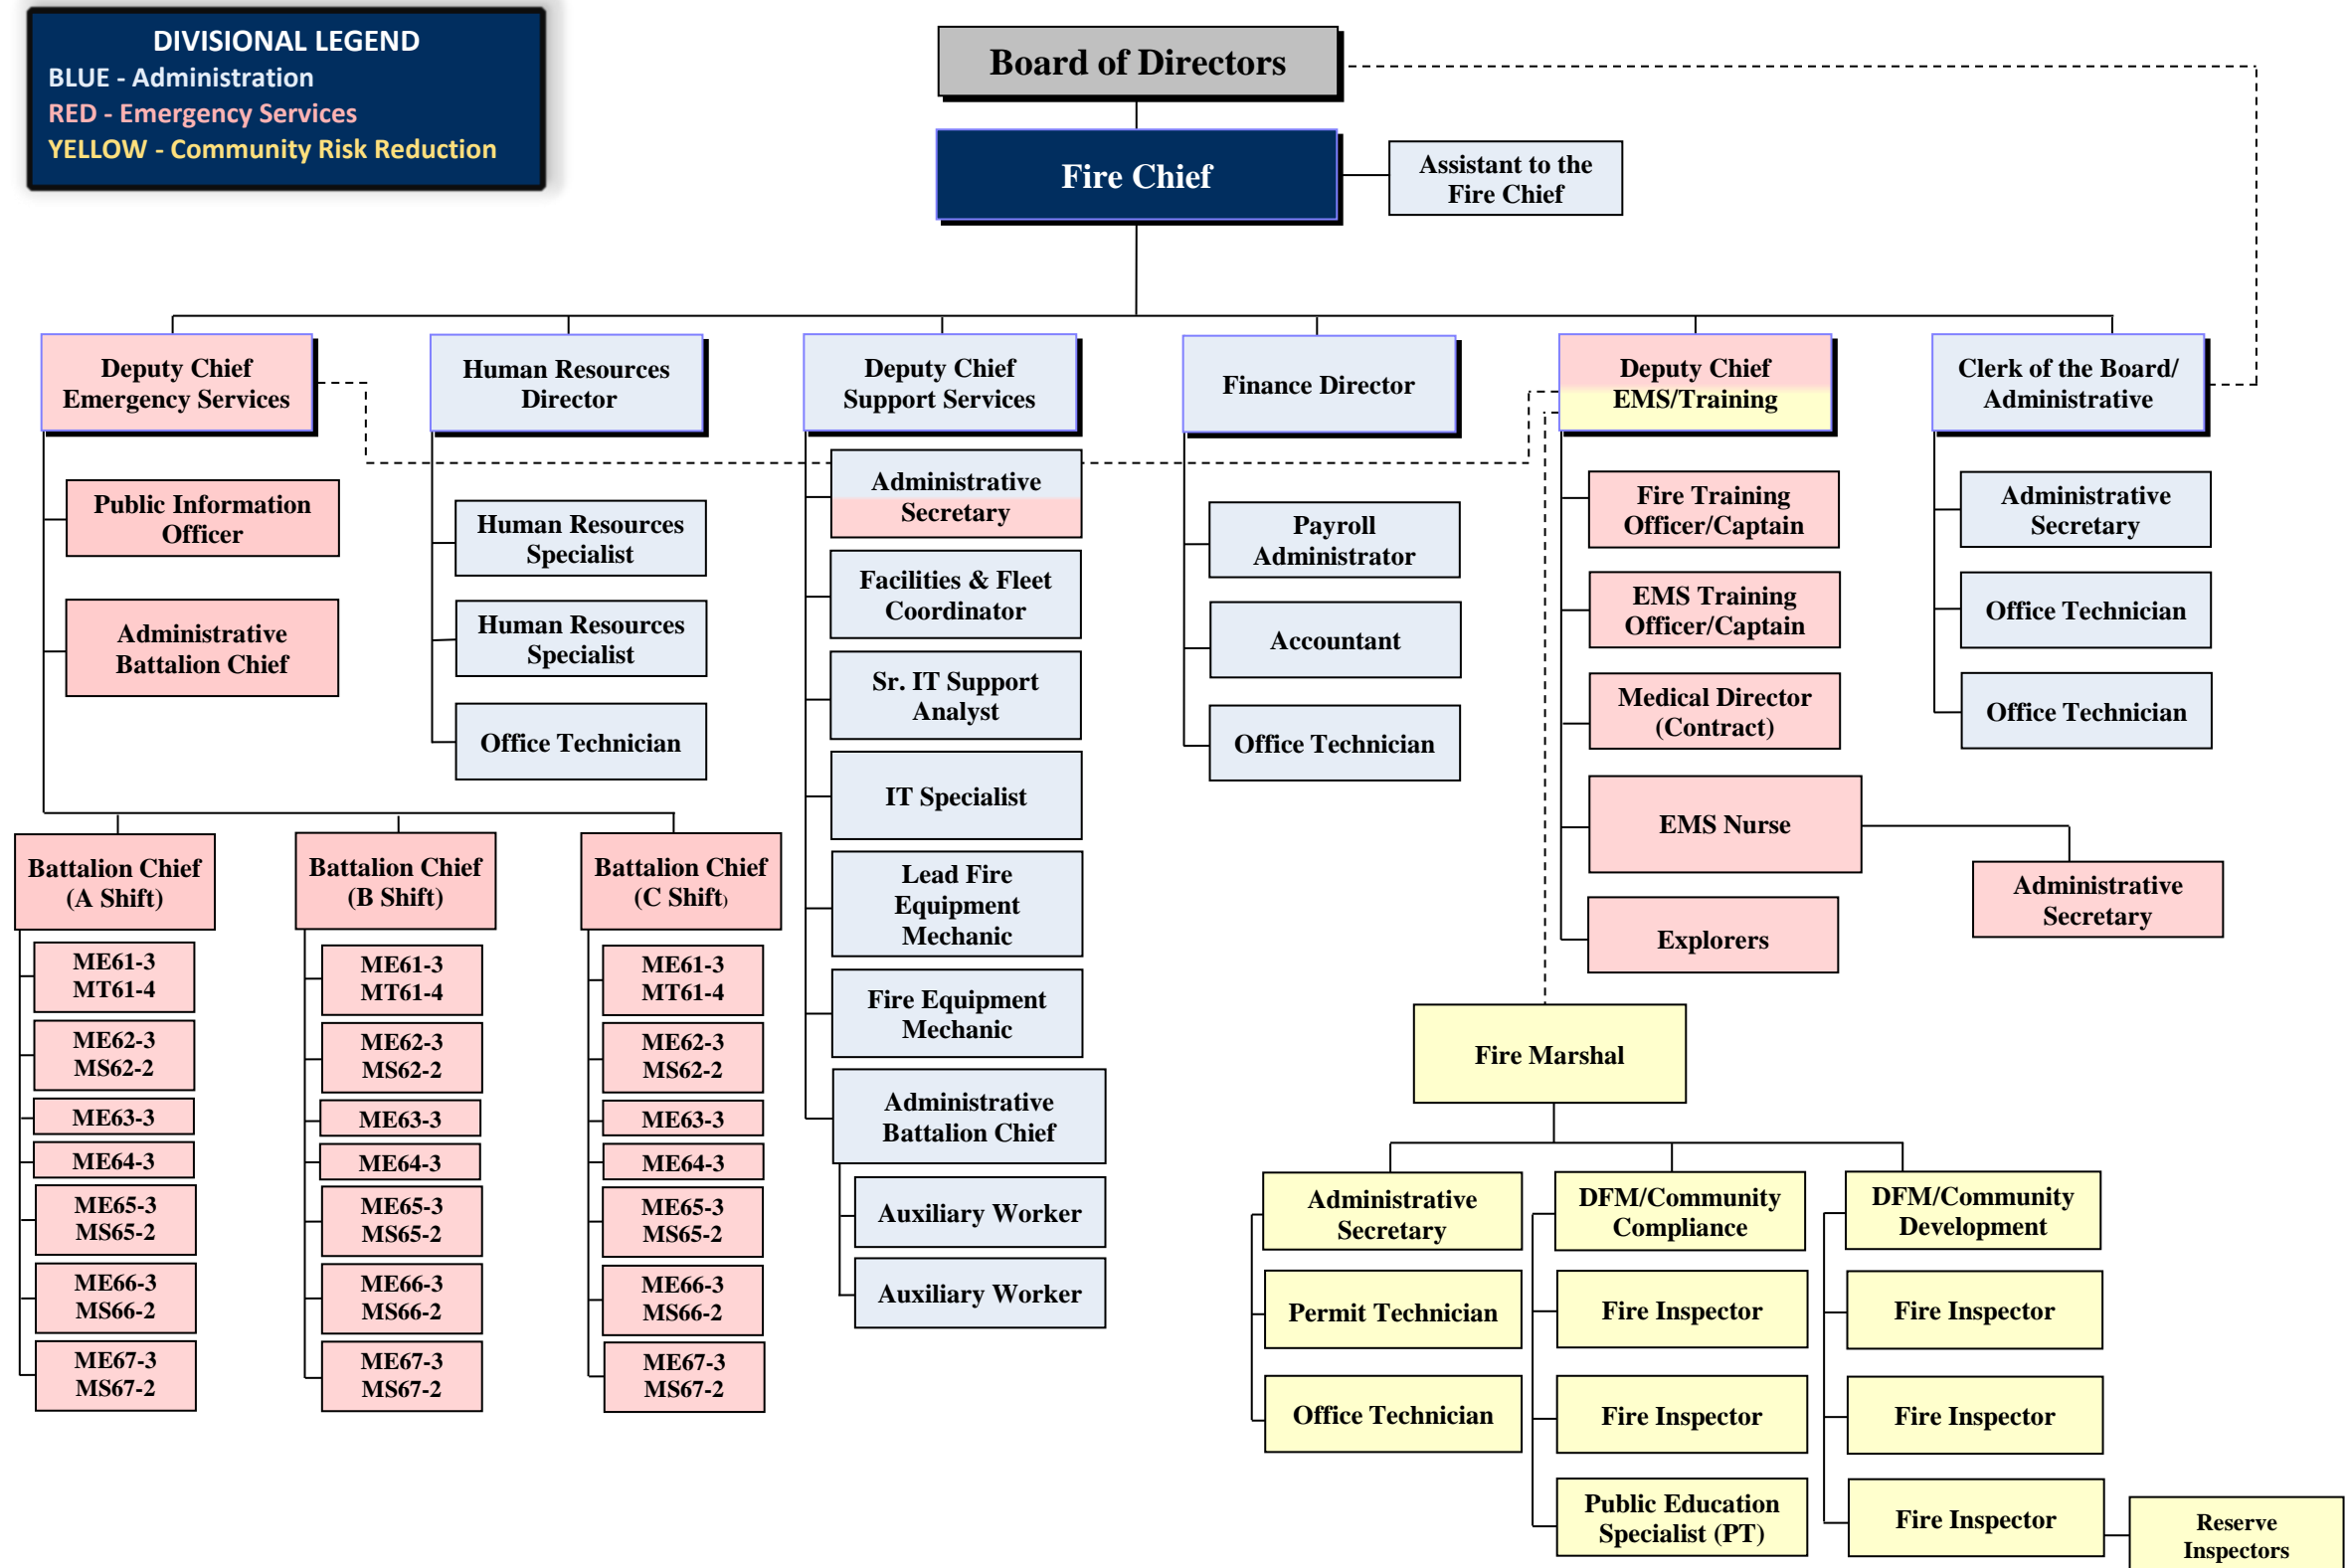 DIVISIONAL LEGEND
BLUE - Administration
RED - Emergency Services
YELLOW - Community Risk Reduction
Board of Directors
Fire Chief
Assistant to the
Fire Chief
Deputy Chief
Emergency Services
Human Resources
Director
Deputy Chief
Support Services
Finance Director
Deputy Chief
EMS/Training
Clerk of the Board/
Administrative
Public Information
Officer
Administrative
Battalion Chief
Human Resources
Specialist
Human Resources
Specialist
Office Technician
Administrative
Secretary
Facilities & Fleet
Coordinator
Sr. IT Support
Analyst
IT Specialist
Lead Fire
Equipment
Mechanic
Fire Equipment
Mechanic
Administrative
Battalion Chief
Auxiliary Worker
Auxiliary Worker
Payroll
Administrator
Accountant
Office Technician
Fire Training
Officer/Captain
EMS Training
Officer/Captain
Medical Director
(Contract)
EMS Nurse
Explorers
Administrative
Secretary
Administrative
Secretary
Office Technician
Office Technician
Battalion Chief
(A Shift)
ME61-3
MT61-4
ME62-3
MS62-2
ME63-3
ME64-3
ME65-3
MS65-2
ME66-3
MS66-2
ME67-3
MS67-2
Battalion Chief
(B Shift)
ME61-3
MT61-4
ME62-3
MS62-2
ME63-3
ME64-3
ME65-3
MS65-2
ME66-3
MS66-2
ME67-3
MS67-2
Battalion Chief
(C Shift)
ME61-3
MT61-4
ME62-3
MS62-2
ME63-3
ME64-3
ME65-3
MS65-2
ME66-3
MS66-2
ME67-3
MS67-2
Fire Marshal
Administrative
Secretary
Permit Technician
Office Technician
DFM/Community
Compliance
Fire Inspector
Fire Inspector
Public Education
Specialist (PT)
DFM/Community
Development
Fire Inspector
Fire Inspector
Fire Inspector
Reserve
Inspectors